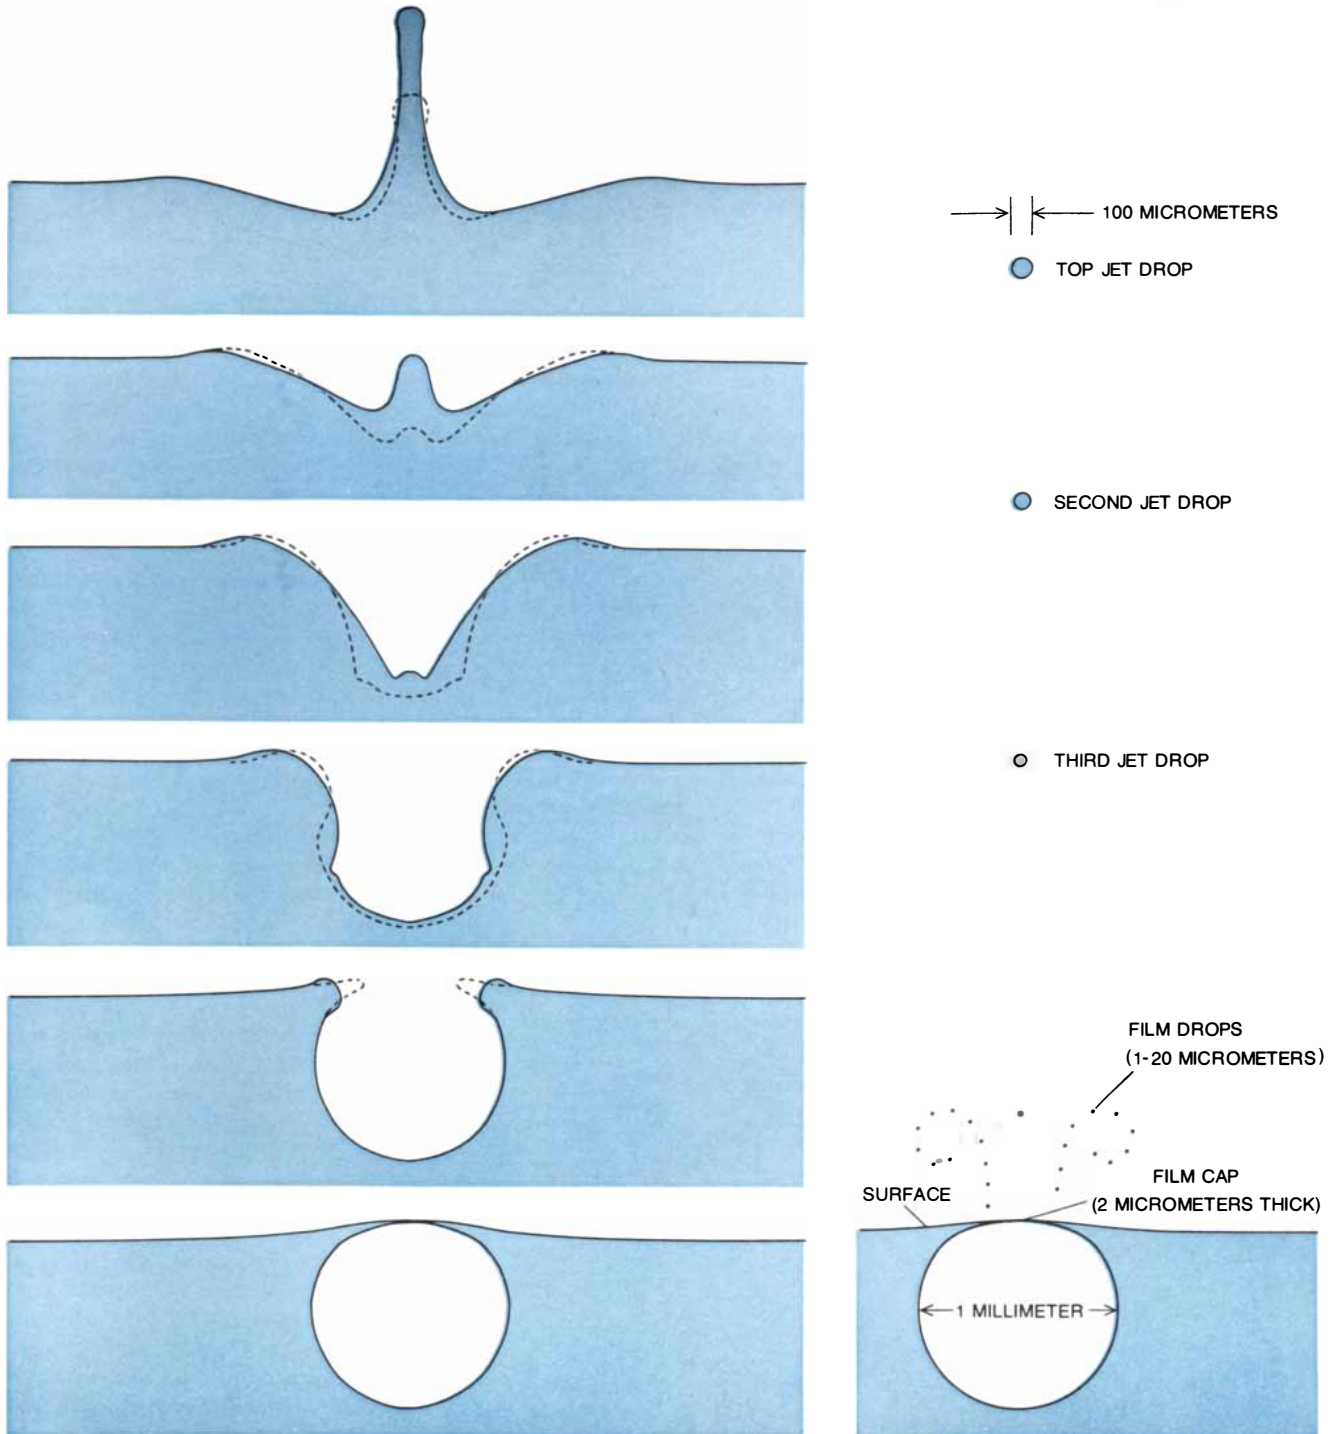 100 MICROMETERS
TOP JET DROP
SECOND JET DROP
THIRD JET DROP
FILM DROPS
(1-20 MICROMETERS)
FILM CAP
(2 MICROMETERS THICK)
SURFACE
1 MILLIMETER